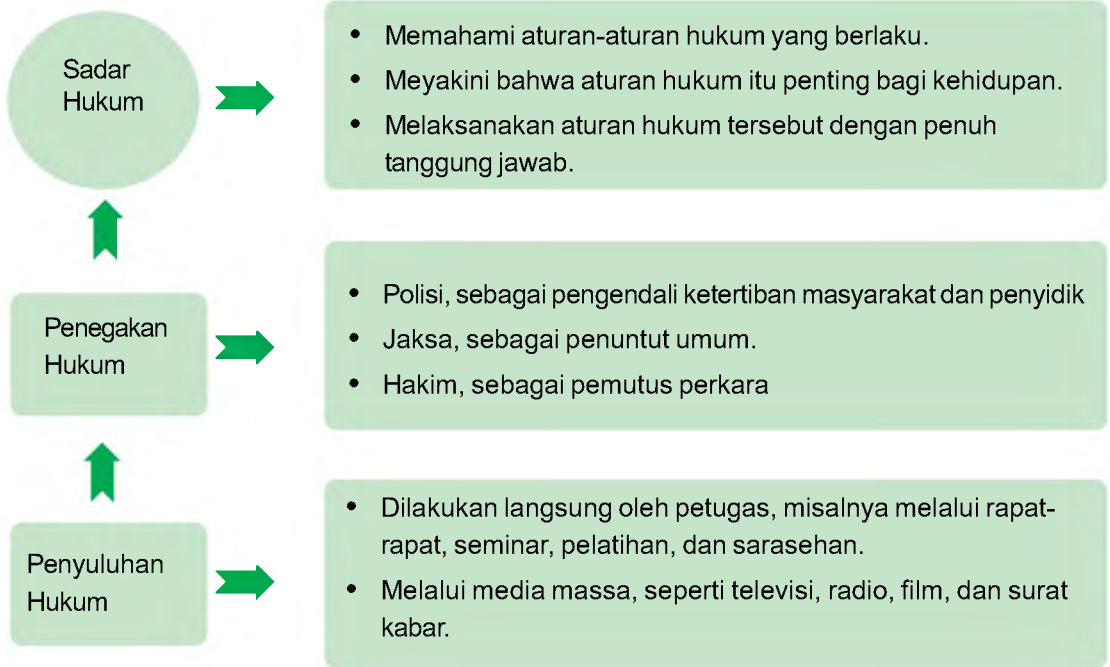 Sadar
Hukum
• Memahami aturan-aturan hukum yang berlaku.
• Meyakini bahwa aturan hukum itu penting bagi kehidupan.
• Melaksanakan aturan hukum tersebut dengan penuh
tanggung jawab.
Penegakan
Hukum
• Polisi, sebagai pengendali ketertiban masyarakat dan penyidik
• Jaksa, sebagai penuntut umum.
• Hakim, sebagai pemutus perkara
Penyuluhan
Hukum
• Dilakukan langsung oleh petugas, misalnya melalui rapat-
rapat, seminar, pelatihan, dan sarasehan.
• Melalui media massa, seperti televisi, radio, film, dan surat
kabar.